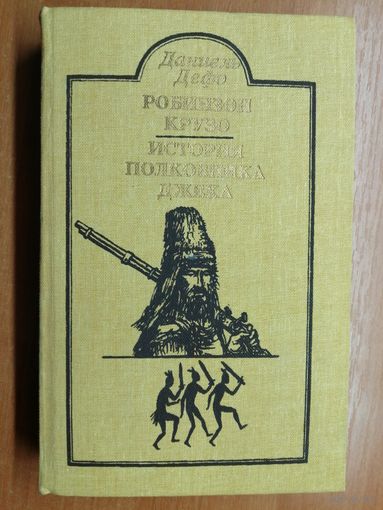 Даниель
Дефо
РОБИНЗОН
КРУЗО
ИСТОРИЯ
ПОЛКОВНИКА
ДЖЕКА